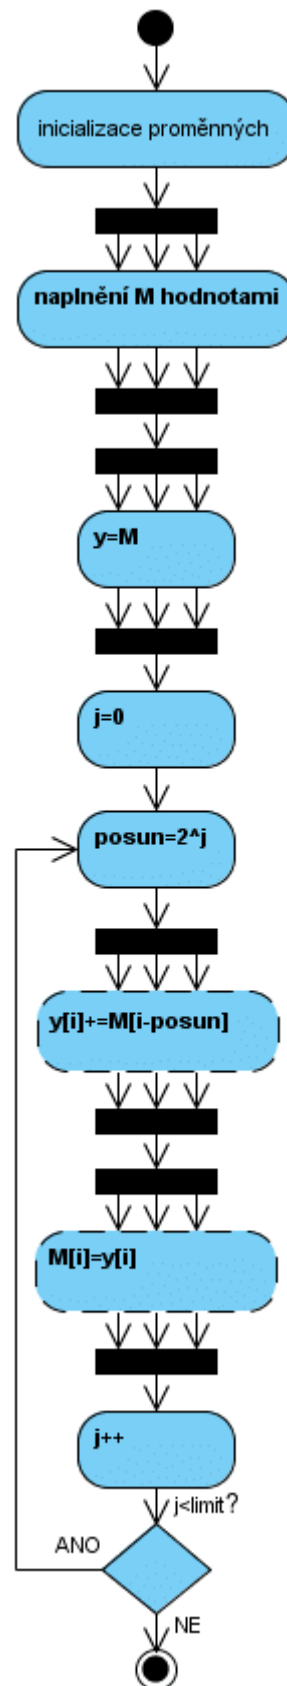 inicializace proměnných
naplnění M hodnotami
y=M
j=0
posun=2^j
y[i]+=M[i-posun]
M[i]=y[i]
j++
j<limit?
ANO
NE